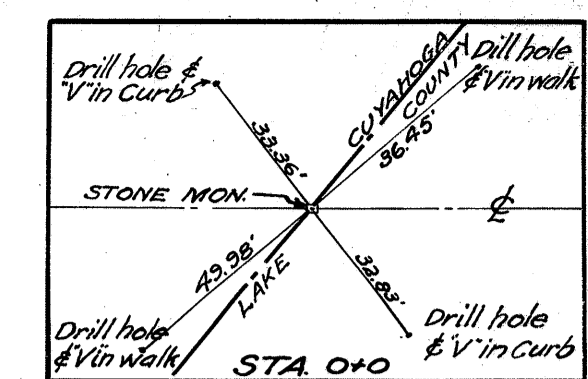 Drill hole &
"V" in Curb
33.36'
CUYAHOGA
COUNTY
Dill hole
& "V" in walk
36.45'
STONE MON.
℄
49.98'
LAKE
32.83'
Drill hole
& "V" in walk
Drill hole
& "V" in Curb
STA. 0+0